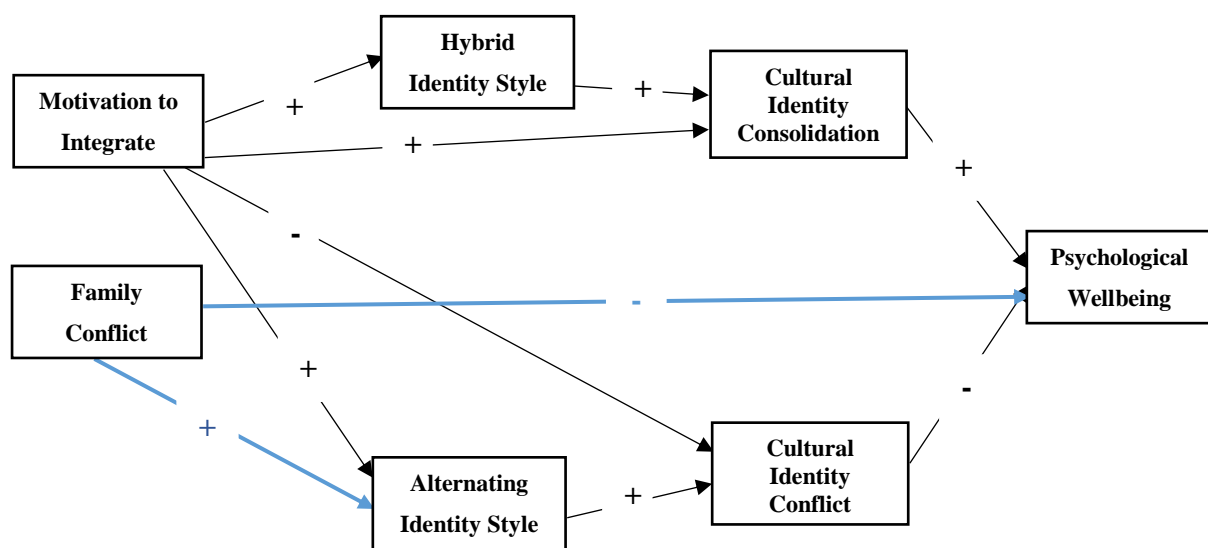 Hybrid
Identity Style
Motivation to
Integrate
+
+
+
Cultural
Identity
Consolidation
+
-
Family
Conflict
-
Psychological
Wellbeing
+
+
-
Alternating
Identity Style
+
Cultural
Identity
Conflict